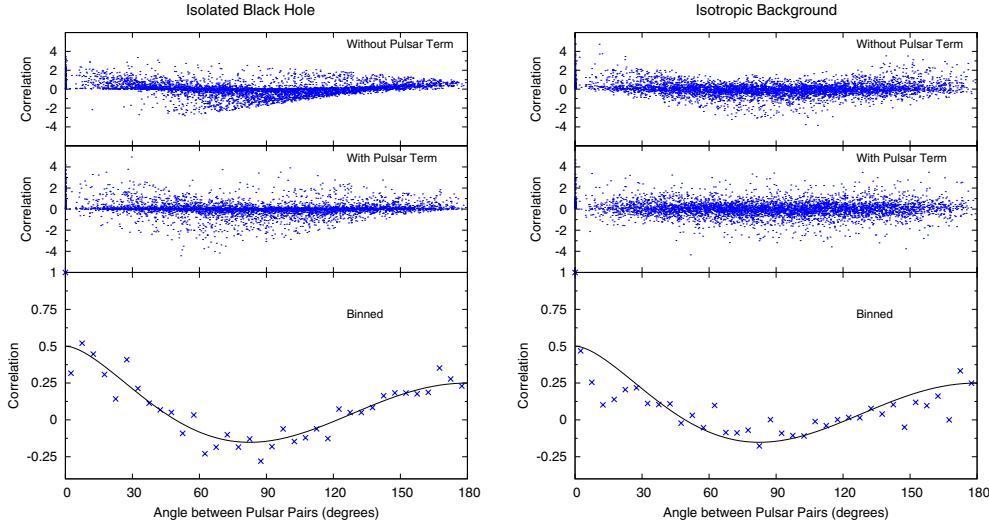 Isolated Black Hole
Without Pulsar Term
Correlation
4
2
0
-2
-4
With Pulsar Term
Correlation
4
2
0
-2
-4
Binned
Correlation
1
0.75
0.5
0.25
0
-0.25
0 30 60 90 120 150 180
Angle between Pulsar Pairs (degrees)
Isotropic Background
Without Pulsar Term
Correlation
4
2
0
-2
-4
With Pulsar Term
Correlation
4
2
0
-2
-4
Binned
Correlation
1
0.75
0.5
0.25
0
-0.25
0 30 60 90 120 150 180
Angle between Pulsar Pairs (degrees)